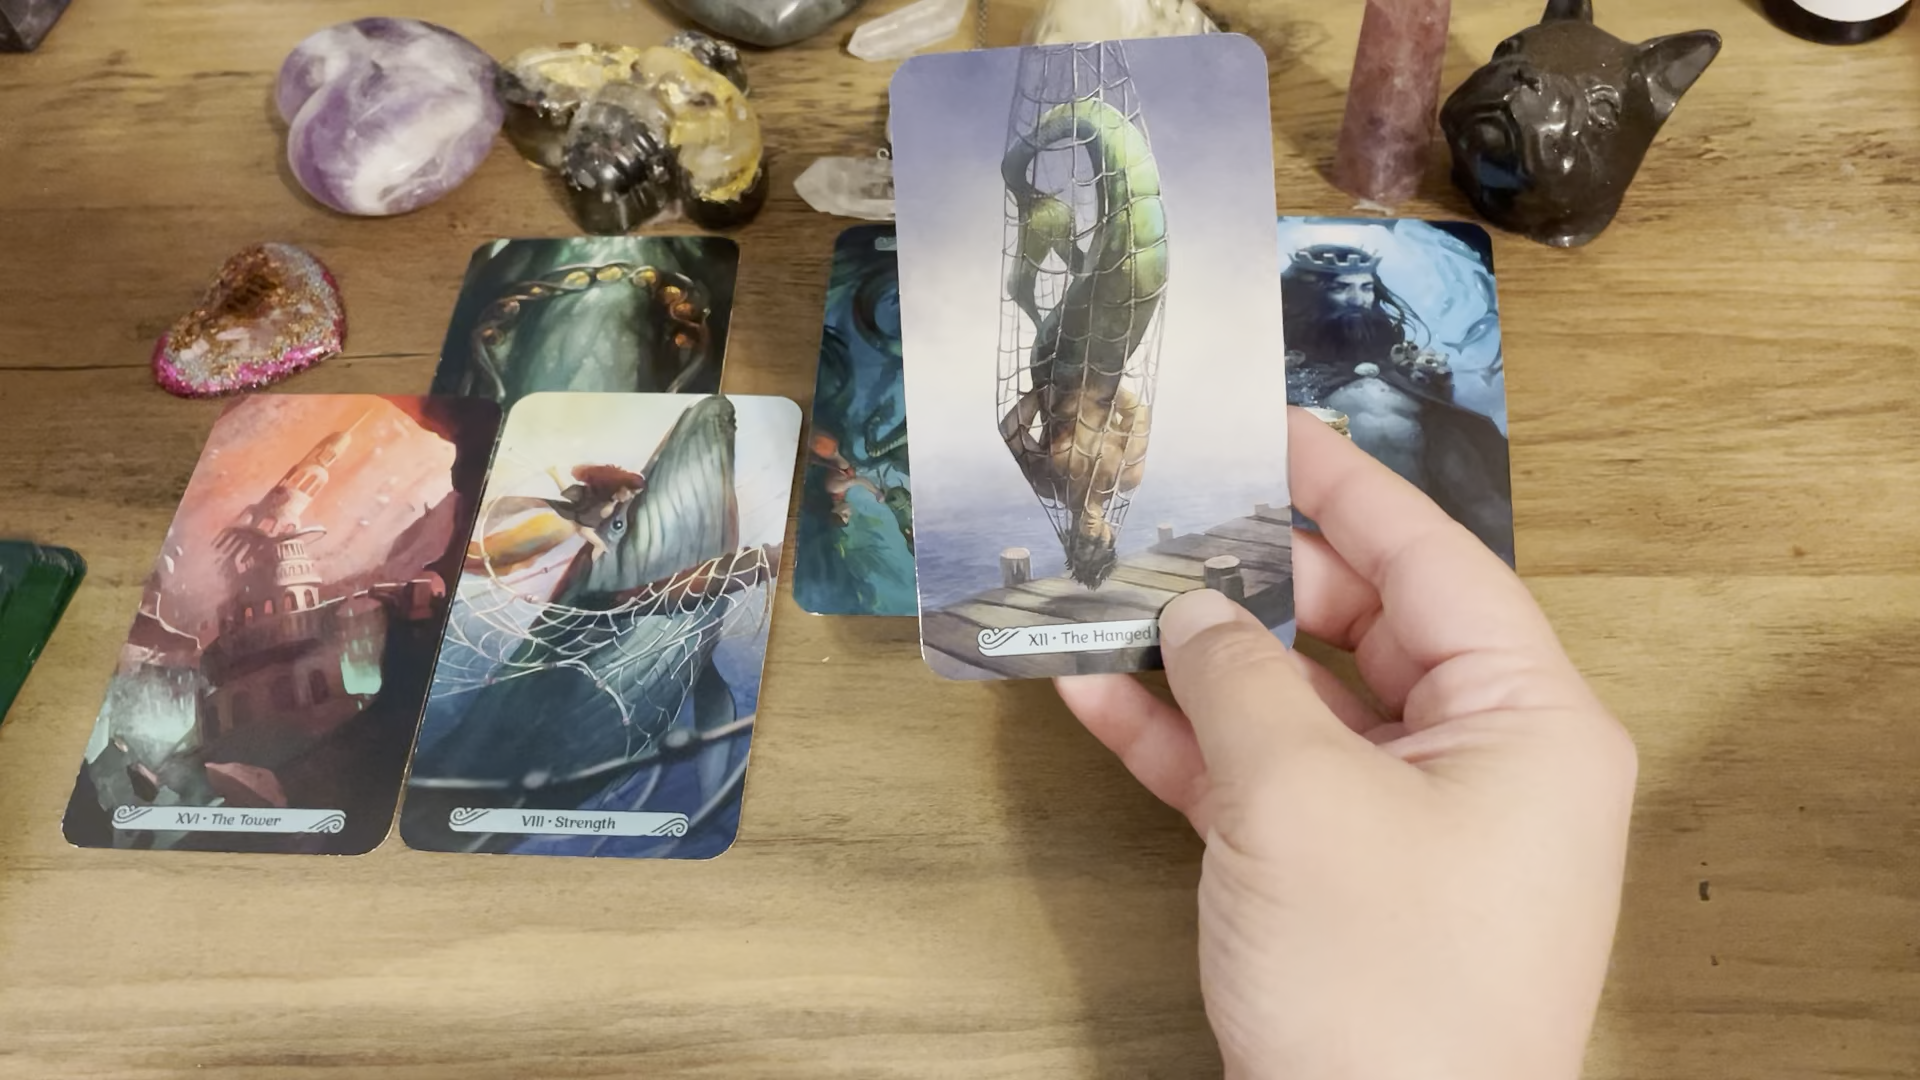 XII • The Hanged
XVI • The Tower
VIII • Strength